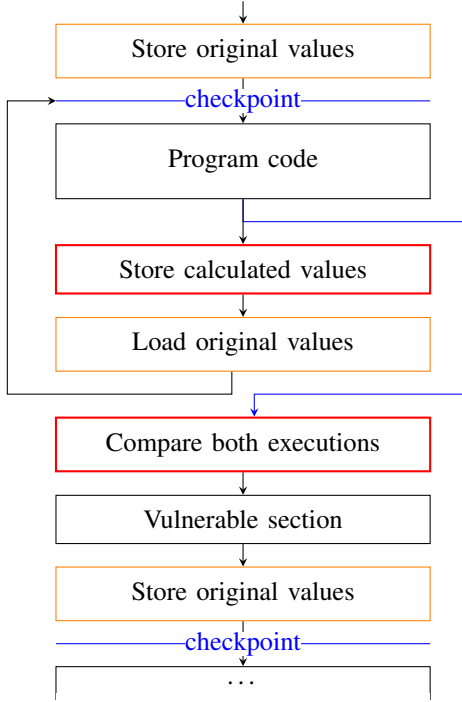 Store original values
checkpoint
Program code
Store calculated values
Load original values
Compare both executions
Vulnerable section
Store original values
checkpoint
...